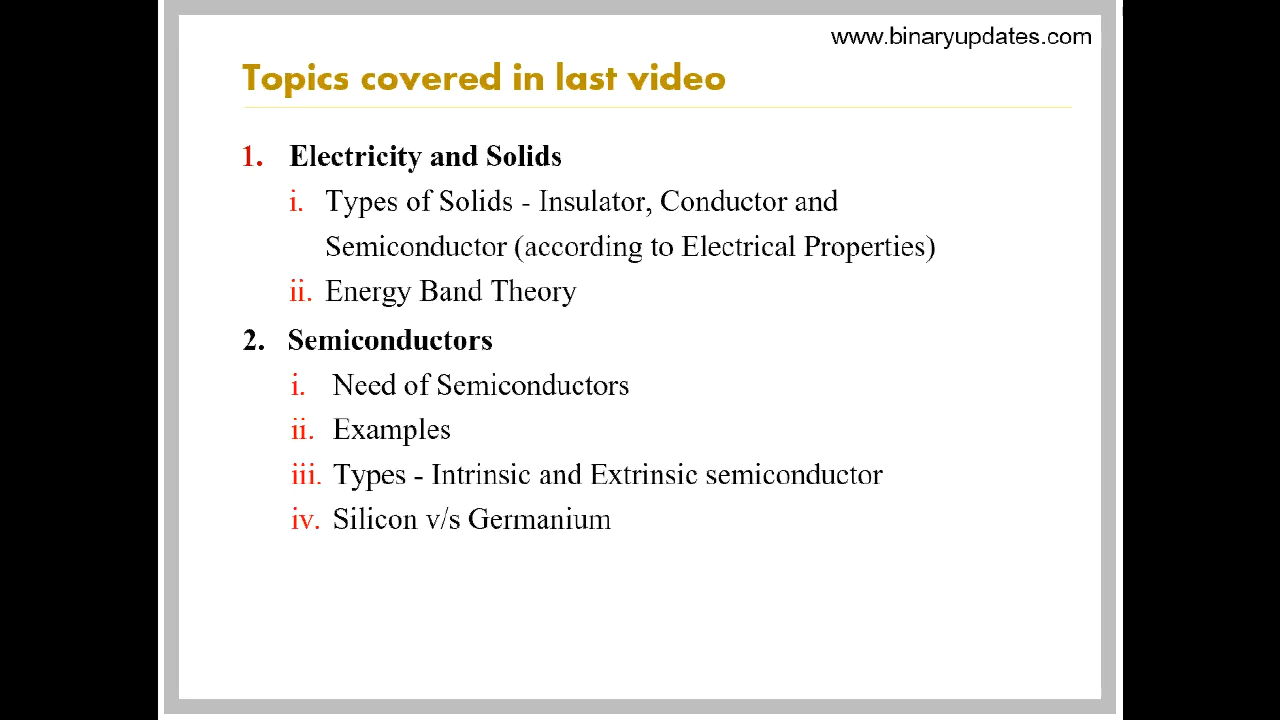 www.binaryupdates.com
Topics covered in last video
1. Electricity and Solids
i. Types of Solids - Insulator, Conductor and
Semiconductor (according to Electrical Properties)
ii. Energy Band Theory
2. Semiconductors
i. Need of Semiconductors
ii. Examples
iii. Types - Intrinsic and Extrinsic semiconductor
iv. Silicon v/s Germanium